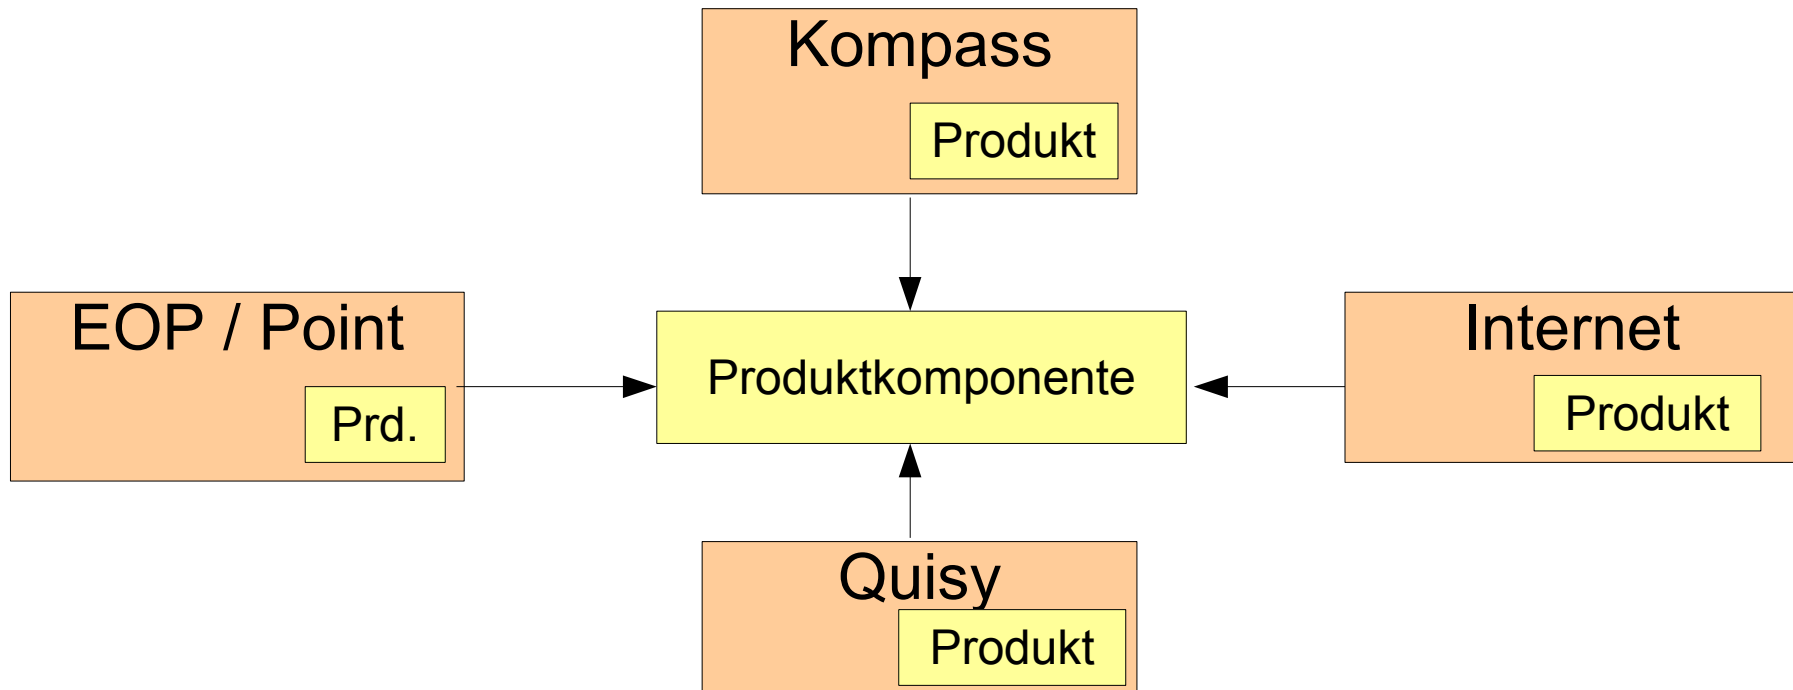 Kompass
Produkt
EOP / Point
Prd.
Produktkomponente
Internet
Produkt
Quisy
Produkt